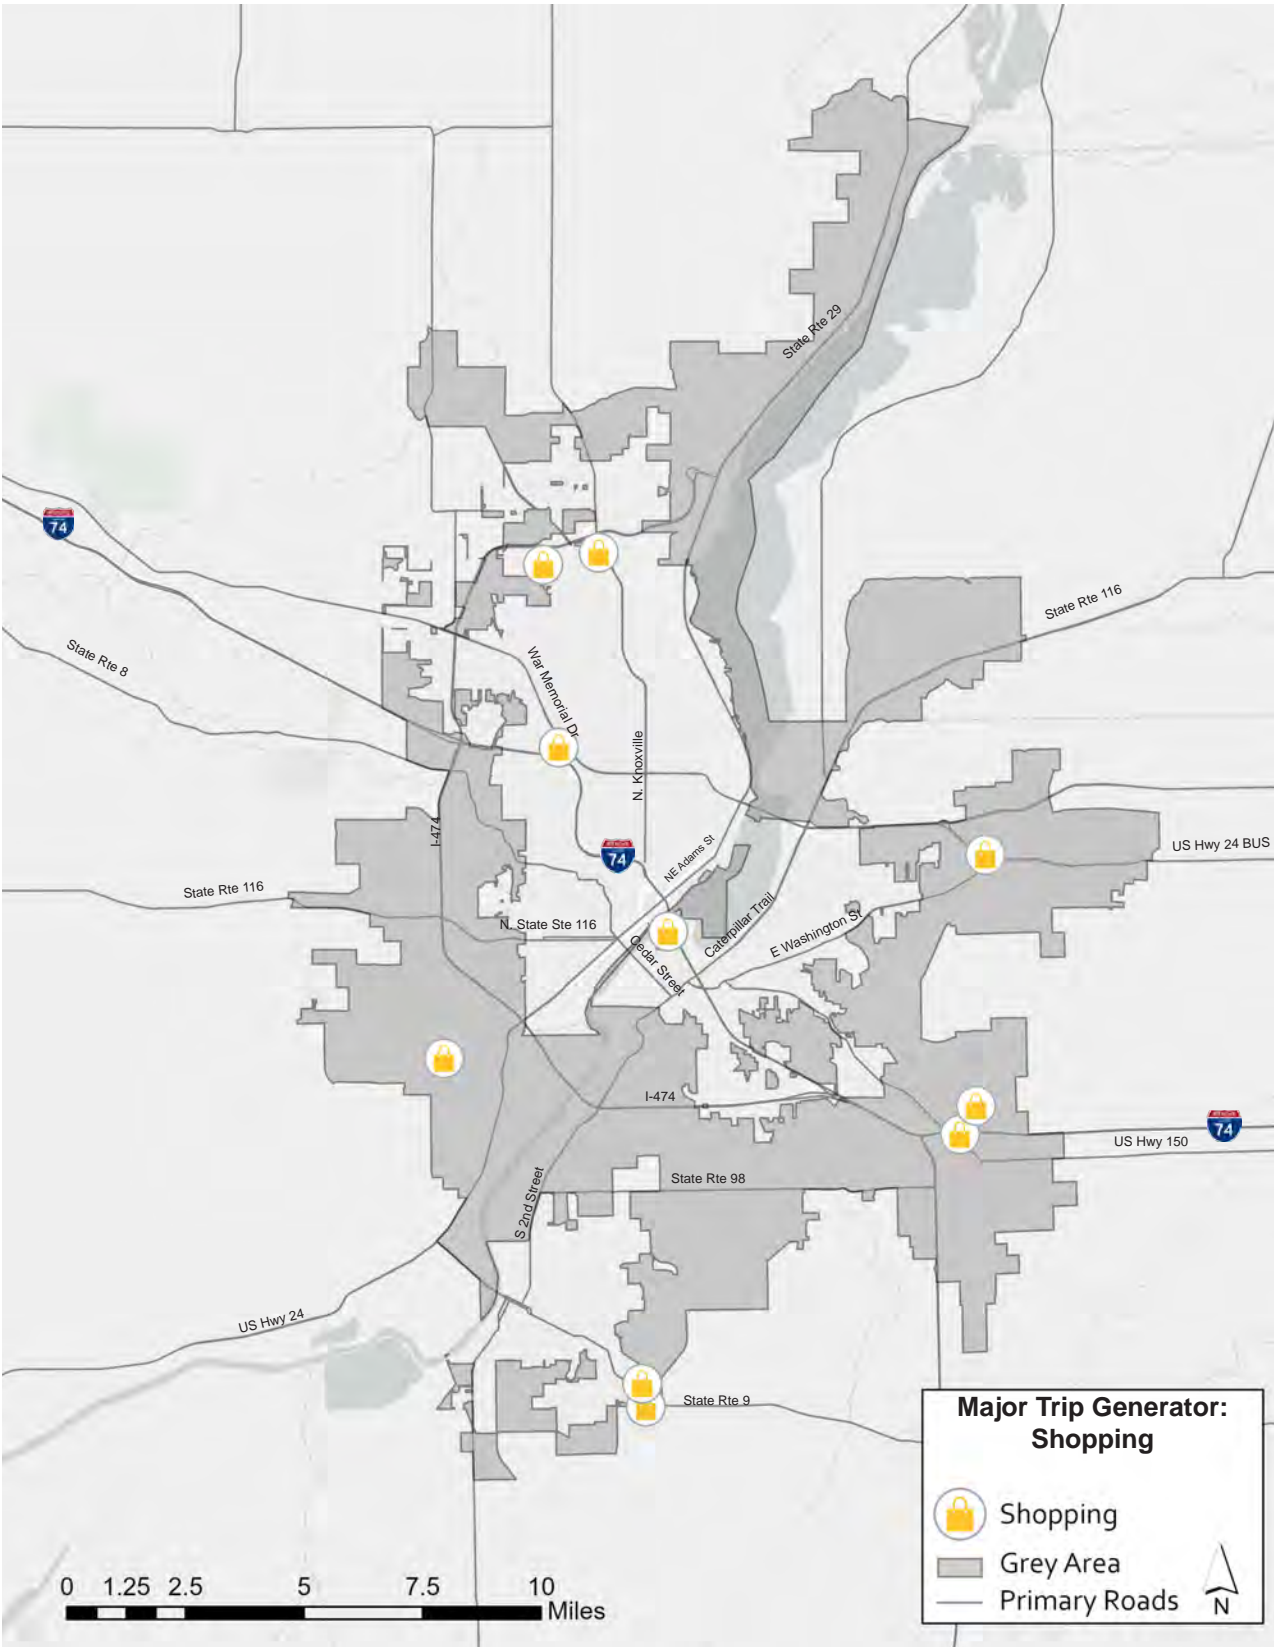 State Rte 29
74
State Rte 116
State Rte 8
War Memorial Dr
N. Knoxville
I-474
74
NE Adams St
US Hwy 24 BUS
State Rte 116
N. State Ste 116
Cedar Street
Caterpillar Trail
E Washington St
I-474
74
US Hwy 150
State Rte 98
S 2nd Street
US Hwy 24
State Rte 9
Major Trip Generator:
Shopping
Shopping
Grey Area
Primary Roads
N
0 1.25 2.5 5 7.5 10
Miles